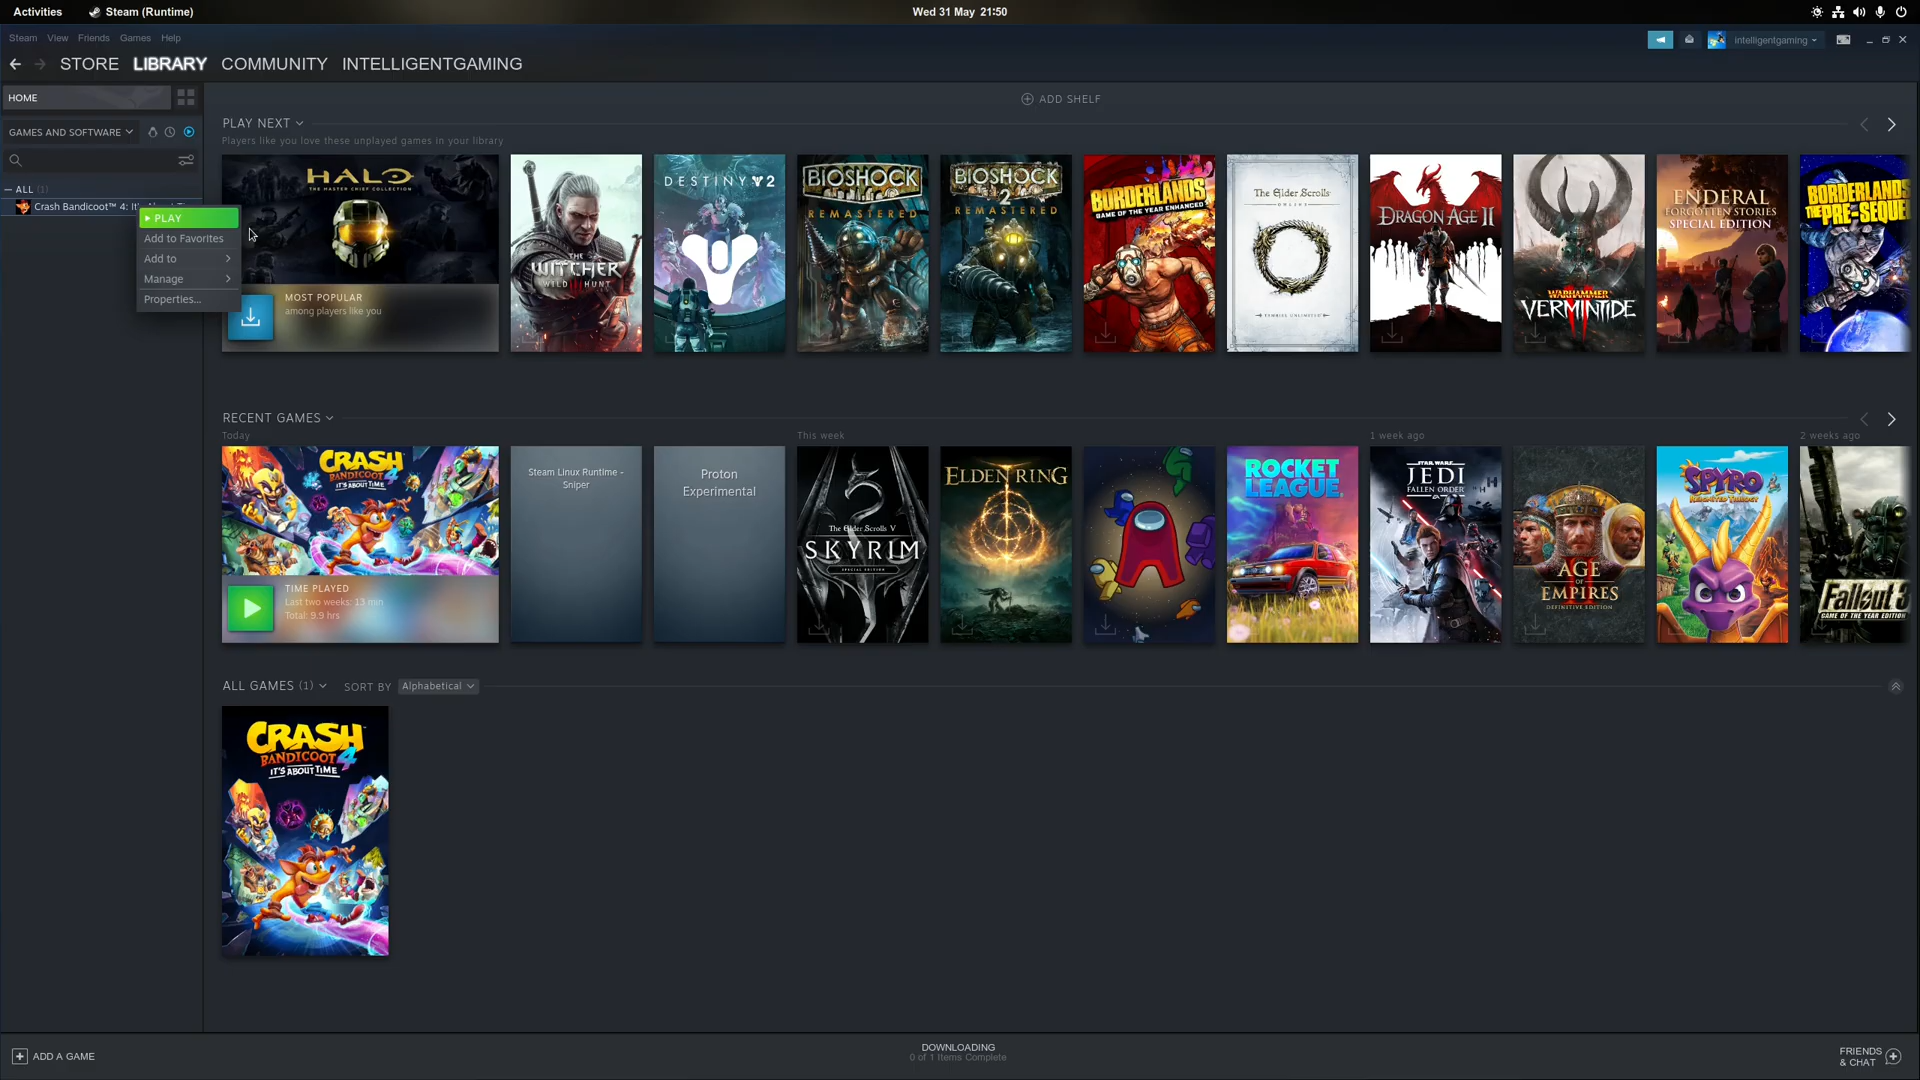 Activities
Steam (Runtime)
Wed 31 May 21:50
Steam View Friends Games Help
intelligentgaming
STORE LIBRARY COMMUNITY INTELLIGENTGAMING
HOME
ADD SHELF
PLAY NEXT
Players like you love these unplayed games in your library
GAMES AND SOFTWARE
ALL (1)
Crash Bandicoot™ 4: It
PLAY
Add to Favorites
Add to
Manage
Properties...
HALO
THE MASTER CHIEF COLLECTION
MOST POPULAR
among players like you
THE
WITCHER
WILD HUNT
DESTINY 2
BIOSHOCK
REMASTERED
BIOSHOCK
2
REMASTERED
BORDERLANDS
GAME OF THE YEAR ENHANCED
The Elder Scrolls
ONLINE
TAMRIEL UNLIMITED
DRAGON AGE II
WARHAMMER
VERMINTIDE
II
ENDERAL
FORGOTTEN STORIES
SPECIAL EDITION
BORDERLANDS
THE PRE-SEQUE
RECENT GAMES
Today
This week
1 week ago
2 weeks ago
CRASH
BANDICOOT 4
IT'S ABOUT TIME
TIME PLAYED
Last two weeks: 13 min
Total: 9.9 hrs
Steam Linux Runtime -
Sniper
Proton
Experimental
The Elder Scrolls V
SKYRIM
SPECIAL EDITION
ELDEN RING
ROCKET
LEAGUE
STAR WARS
JEDI
FALLEN ORDER
AGE
OF
EMPIRES
II
DEFINITIVE EDITION
SPYRO
REIGNITED TRILOGY
Fallout 3
GAME OF THE YEAR EDITION
ALL GAMES (1)
SORT BY Alphabetical
CRASH
BANDICOOT 4
IT'S ABOUT TIME
ADD A GAME
DOWNLOADING
0 of 1 Items Complete
FRIENDS
& CHAT